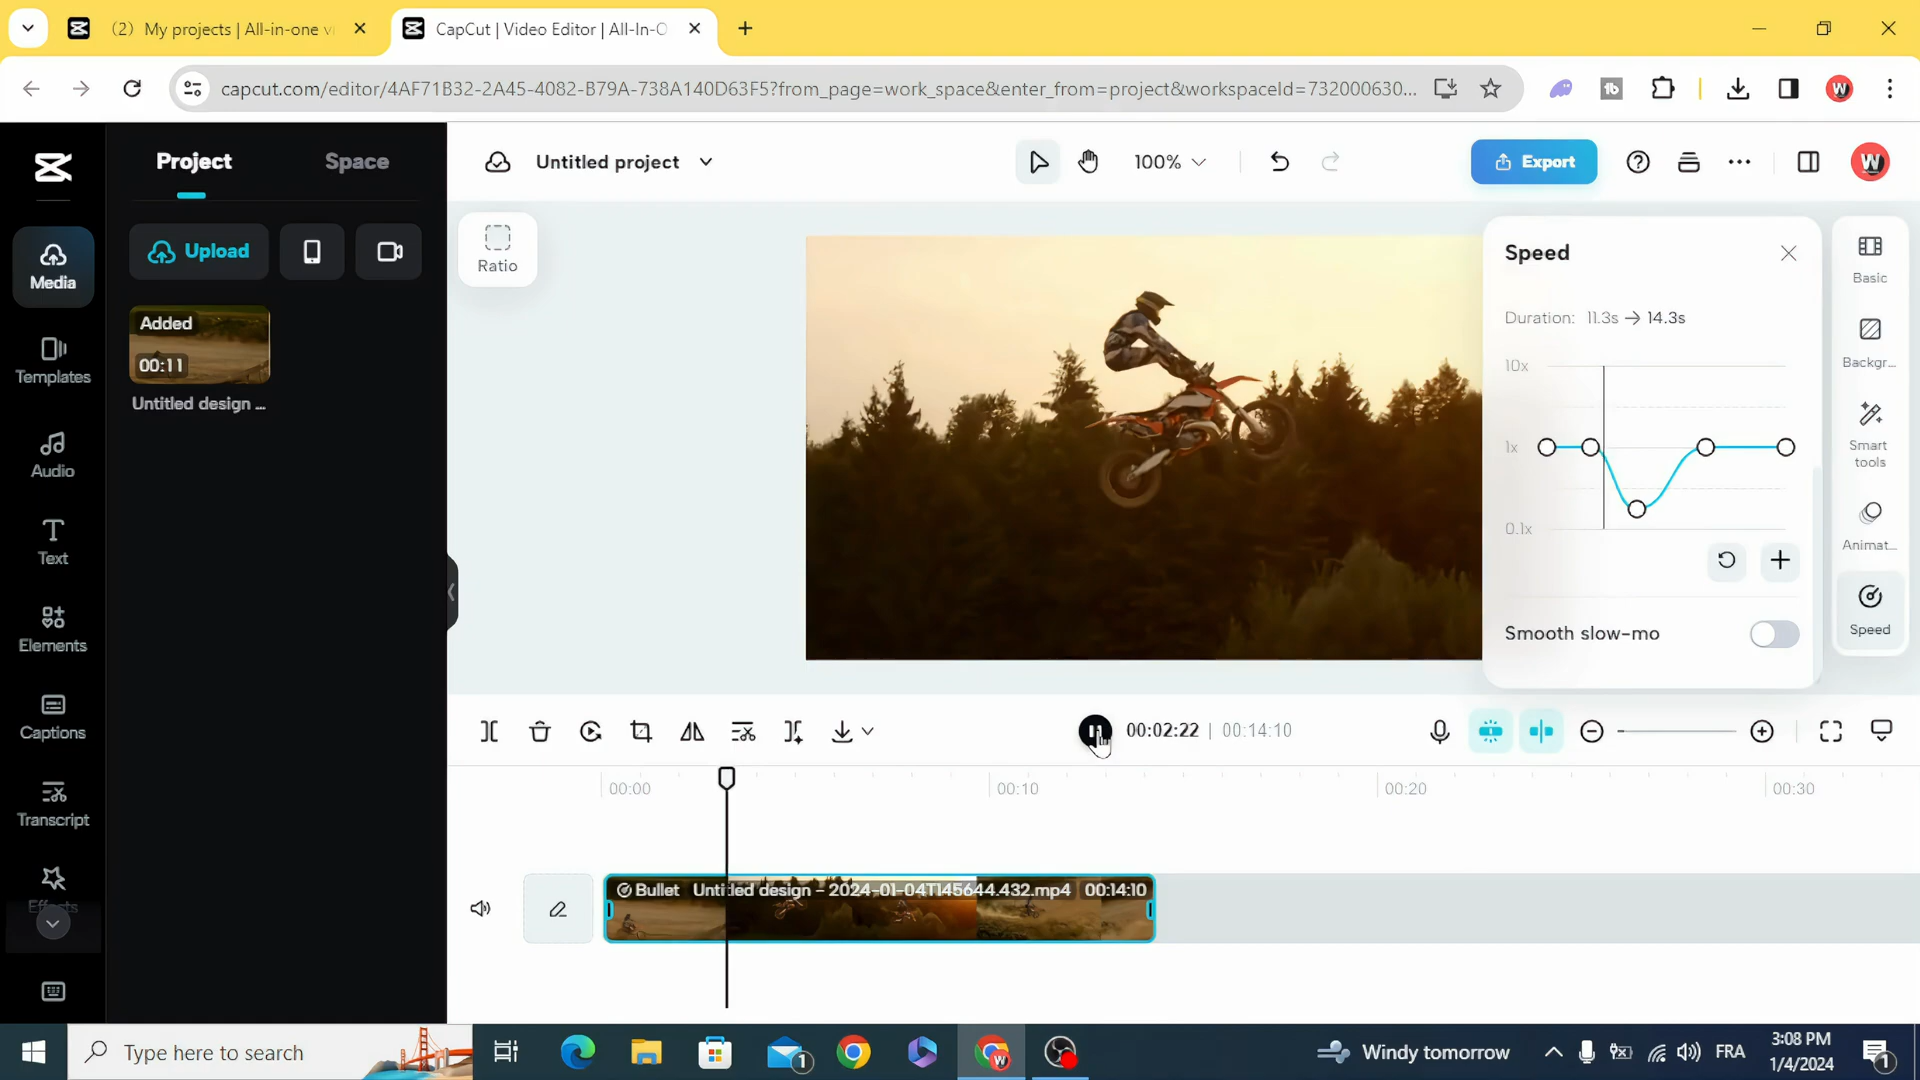 (2) My projects | All-in-one vi
CapCut | Video Editor | All-In-O
capcut.com/editor/4AF71B32-2A45-4082-B79A-738A140D63F5?from_page=work_space&enter_from=project&workspaceId=732000630...
W
Project
Space
Untitled project
100%
Export
W
Media
Upload
Ratio
Speed
Basic
Added
00:11
Duration: 11.3s → 14.3s
Backgr...
Templates
Untitled design ...
10x
1x
0.1x
Smart
tools
Audio
Text
Animat...
Elements
Smooth slow-mo
Speed
Captions
00:02:22 | 00:14:10
00:00
00:10
00:20
00:30
Transcript
Bullet Untitled design - 2024-01-04T145644.432.mp4 00:14:10
Effects
Type here to search
1
W
Windy tomorrow
FRA
3:08 PM
1/4/2024
1